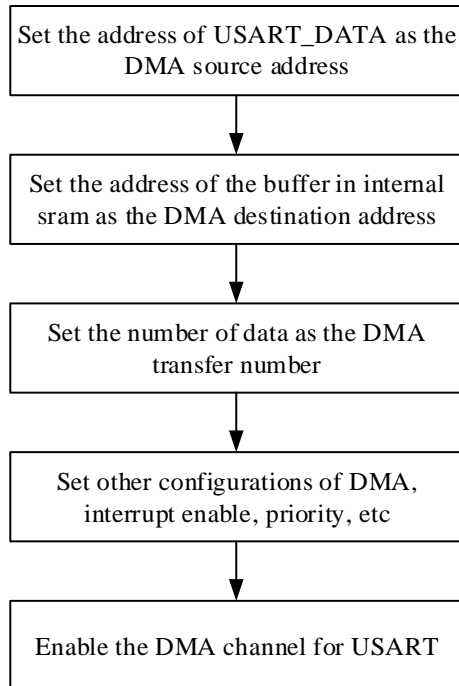 Set the address of USART_DATA as the
DMA source address
Set the address of the buffer in internal
sram as the DMA destination address
Set the number of data as the DMA
transfer number
Set other configurations of DMA,
interrupt enable, priority, etc
Enable the DMA channel for USART